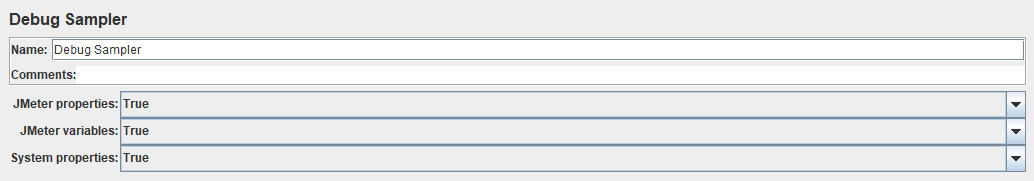 Debug Sampler
Name: Debug Sampler
Comments:
JMeter properties: True
JMeter variables: True
System properties: True